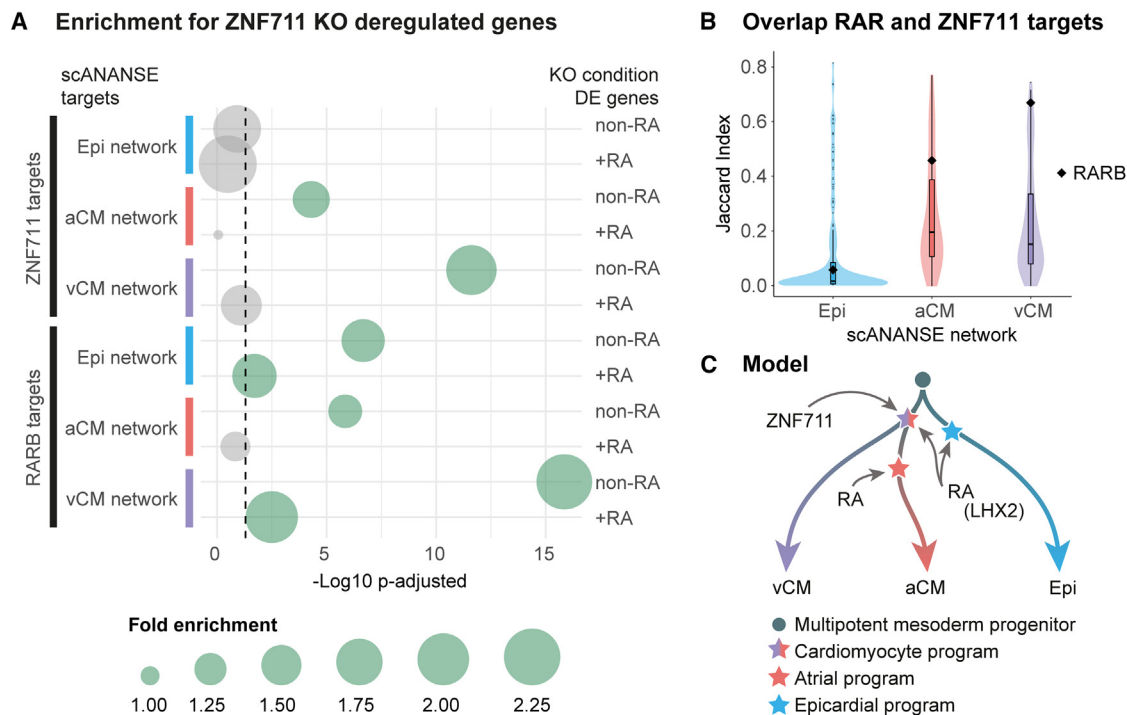 A Enrichment for ZNF711 KO deregulated genes
scANANSE
targets
KO condition
DE genes
ZNF711 targets
Epi network
non-RA
+RA
aCM network
non-RA
+RA
vCM network
non-RA
+RA
RARB targets
Epi network
non-RA
+RA
aCM network
non-RA
+RA
vCM network
non-RA
+RA
0 5 10 15
-Log10 p-adjusted
Fold enrichment
1.00 1.25 1.50 1.75 2.00 2.25
B Overlap RAR and ZNF711 targets
Jaccard Index
0.8
0.6
0.4
0.2
0.0
RARB
Epi aCM vCM
scANANSE network
C Model
ZNF711
RA
RA
(LHX2)
vCM aCM Epi
Multipotent mesoderm progenitor
Cardiomyocyte program
Atrial program
Epicardial program